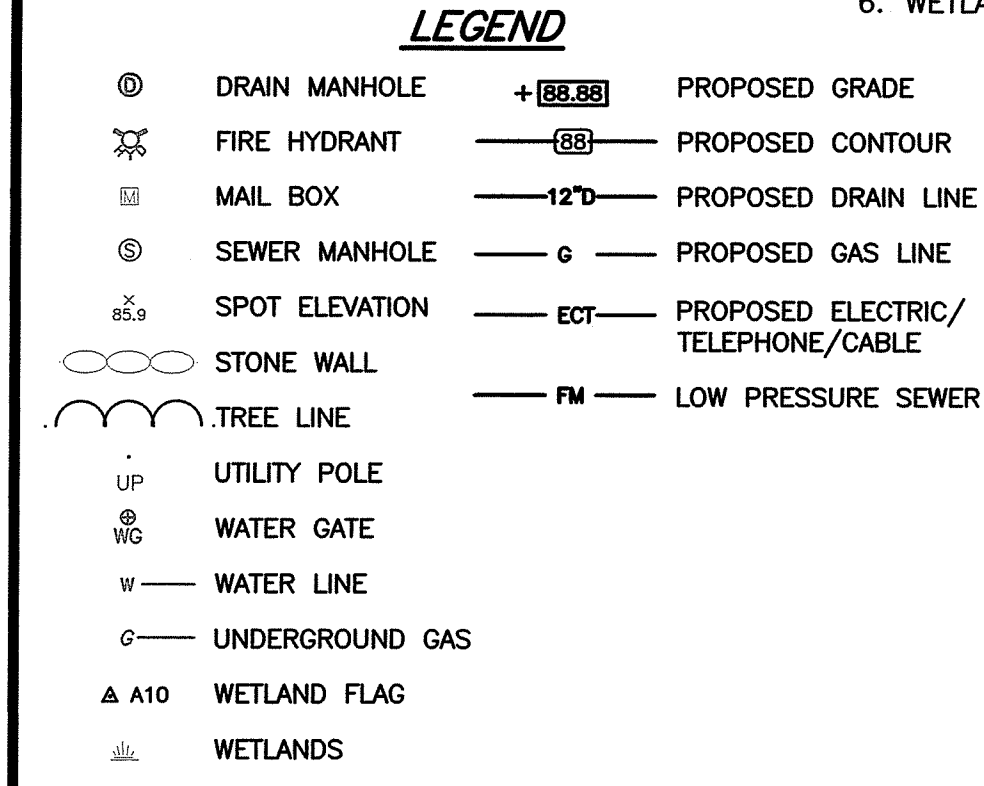 6. WETLA
LEGEND
D DRAIN MANHOLE
FIRE HYDRANT
M MAIL BOX
S SEWER MANHOLE
X 85.9 SPOT ELEVATION
STONE WALL
TREE LINE
UP UTILITY POLE
WG WATER GATE
W WATER LINE
G UNDERGROUND GAS
A10 WETLAND FLAG
WETLANDS
+ 88.88 PROPOSED GRADE
88 PROPOSED CONTOUR
12"D PROPOSED DRAIN LINE
G PROPOSED GAS LINE
ECT PROPOSED ELECTRIC/
TELEPHONE/CABLE
FM LOW PRESSURE SEWER